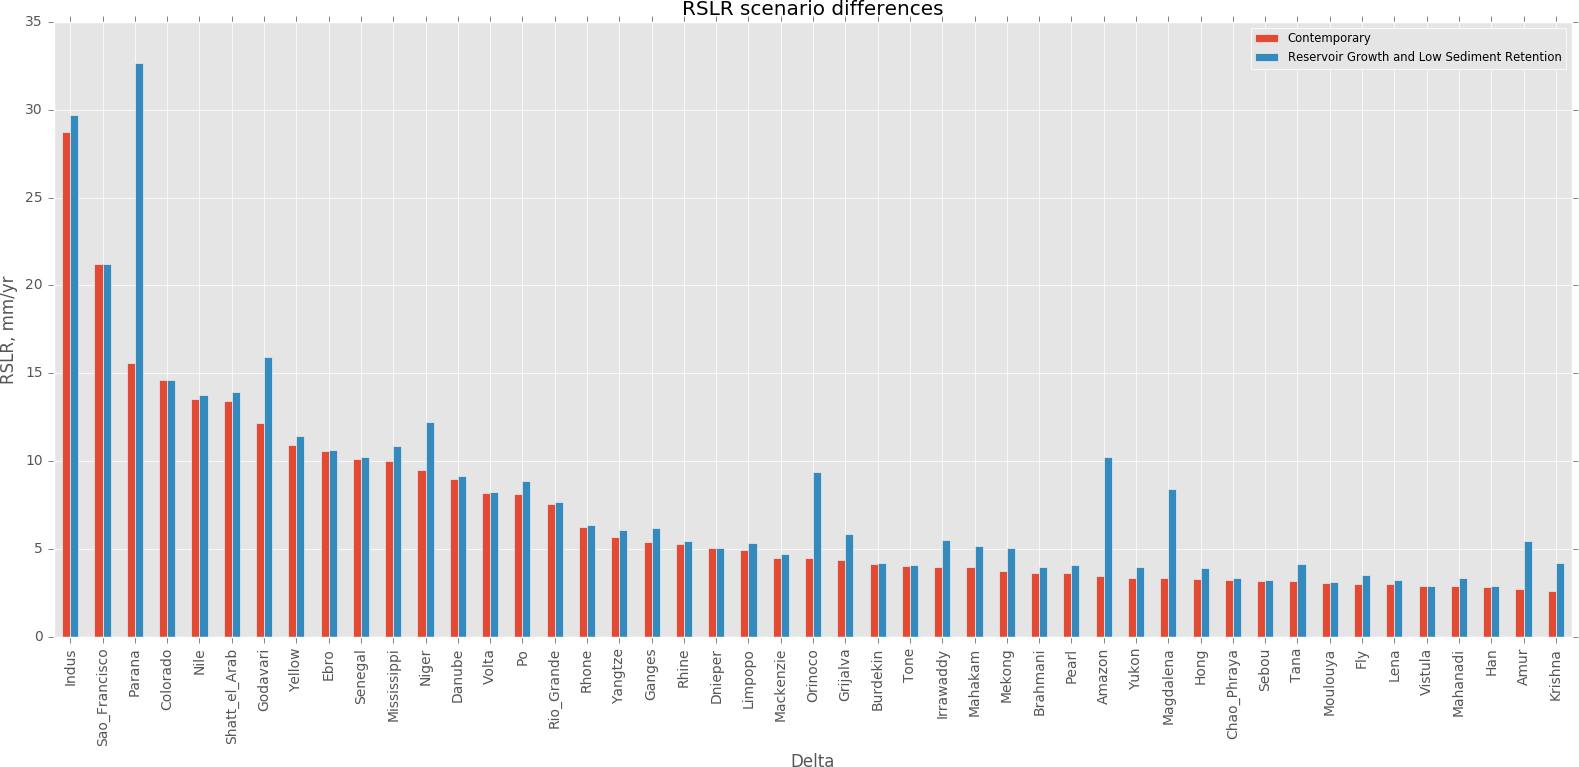 RSLR scenario differences
Contemporary
Reservoir Growth and Low Sediment Retention
RSLR, mm/yr
35
30
25
20
15
10
5
0
Indus
Sao_Francisco
Parana
Colorado
Nile
Shatt_el_Arab
Godavari
Yellow
Ebro
Senegal
Mississippi
Niger
Danube
Volta
Po
Rio_Grande
Rhone
Yangtze
Ganges
Rhine
Dnieper
Limpopo
Mackenzie
Orinoco
Grijalva
Burdekin
Tone
Irrawaddy
Mahakam
Mekong
Brahmani
Pearl
Amazon
Yukon
Magdalena
Hong
Chao_Phraya
Sebou
Tana
Moulouya
Fly
Lena
Vistula
Mahanadi
Han
Amur
Krishna
Delta